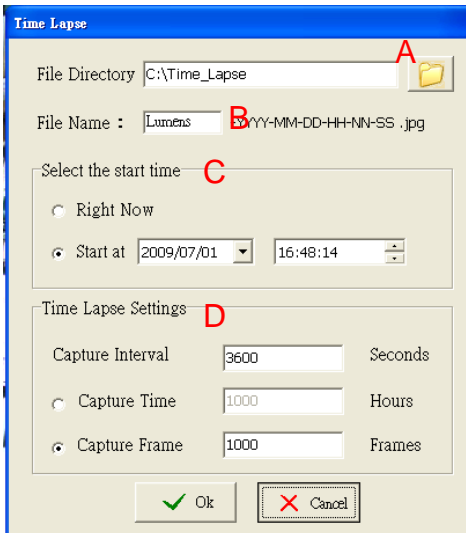 Time Lapse
A
File Directory C:\Time_Lapse
File Name : Lumens B -YYYY-MM-DD-HH-NN-SS .jpg
Select the start time C
Right Now
Start at 2009/07/01 16:48:14
Time Lapse Settings D
Capture Interval 3600 Seconds
Capture Time 1000 Hours
Capture Frame 1000 Frames
Ok Cancel